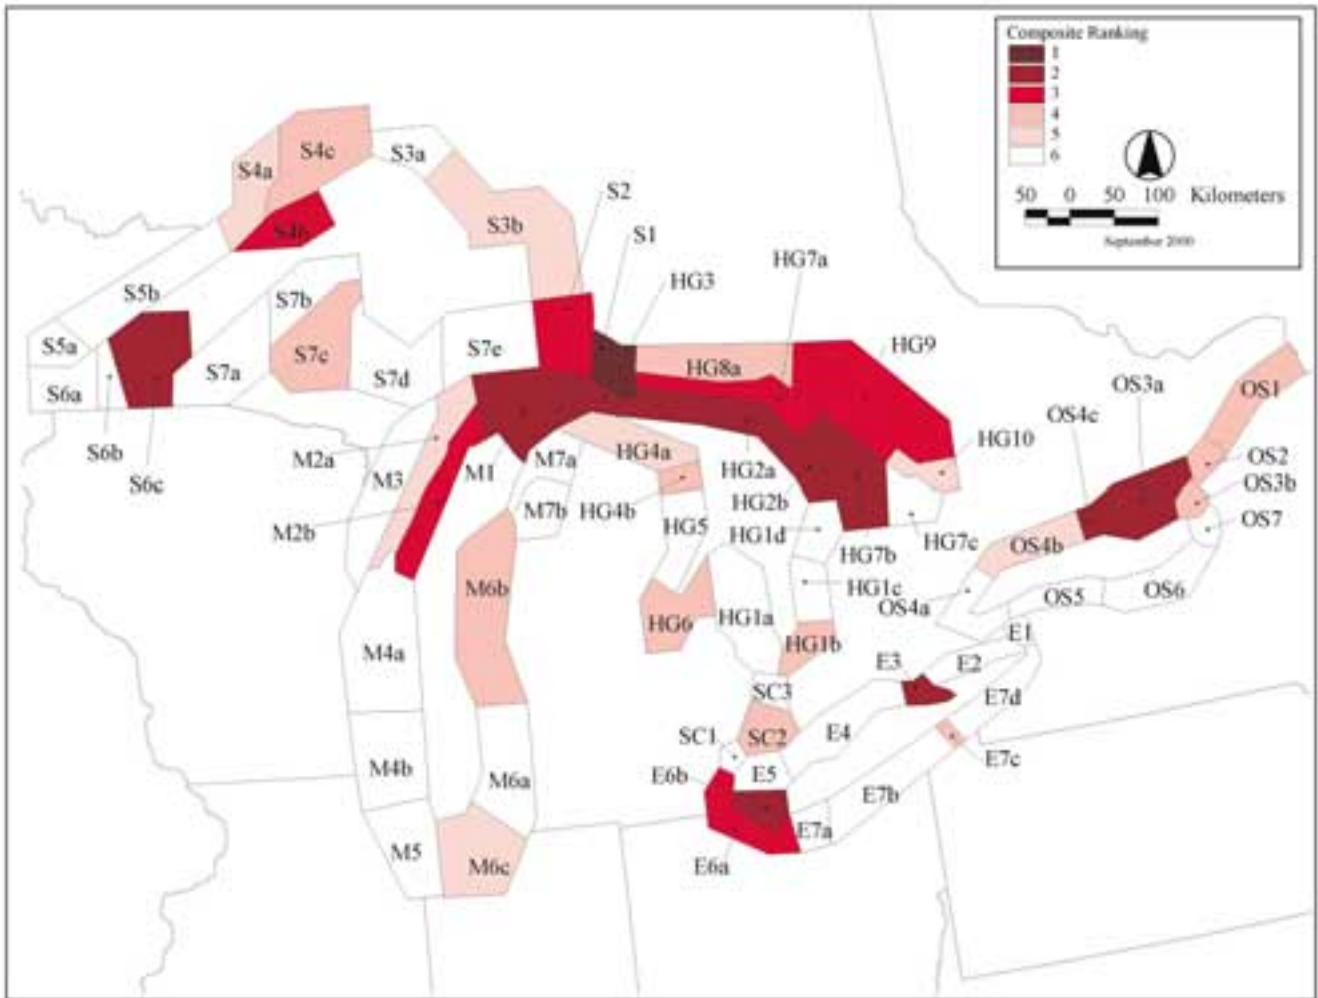 Composite Ranking
1
2
3
4
5
6
50 0 50 100 Kilometers
September 2000
S4c
S3a
S4a
S2
S3b
S4b
S1
HG7a
HG3
S5b
S7b
S5a
S7c
S7e
HG8a
HG9
S7a
S7d
S6a
OS3a
OS1
OS4c
S6b
M2a
M7a
HG4a
HG10
OS2
S6c
M3
M1
HG2a
OS3b
HG2b
M7b
HG4b
HG5
OS7
M2b
HG1d
HG7b
HG7c
OS4b
M6b
HG1c
OS4a
OS5
OS6
HG6
HG1a
HG1b
E1
M4a
E3
E2
SC3
E7d
SC1
SC2
E4
E7c
M4b
M6a
E6b
E5
E7b
E7a
M5
M6c
E6a